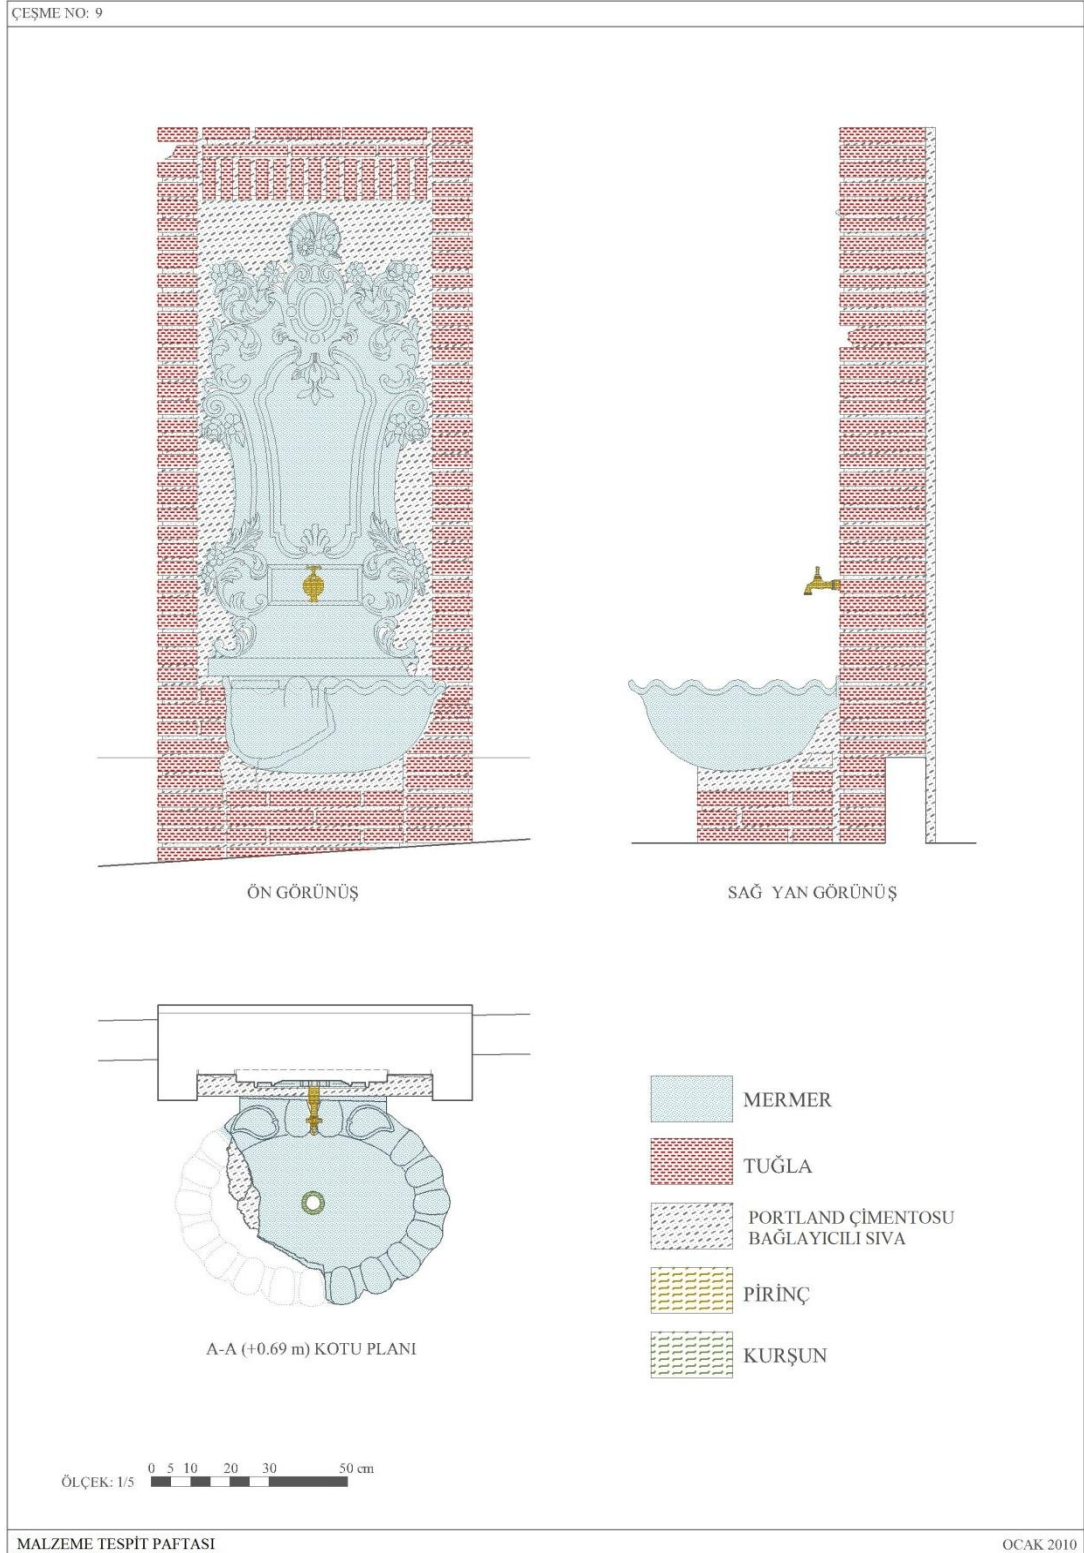 ÇEŞME NO: 9
ÖN GÖRÜNÜŞ
SAĞ YAN GÖRÜNÜŞ
MERMER
TUĞLA
PORTLAND ÇİMENTOSU
BAĞLAYICILI SIVA
PİRİNÇ
KURŞUN
A-A (+0.69 m) KOTU PLANI
ÖLÇEK: 1/5 0 5 10 20 30 50 cm
MALZEME TESPİT PAFTASI
OCAK 2010